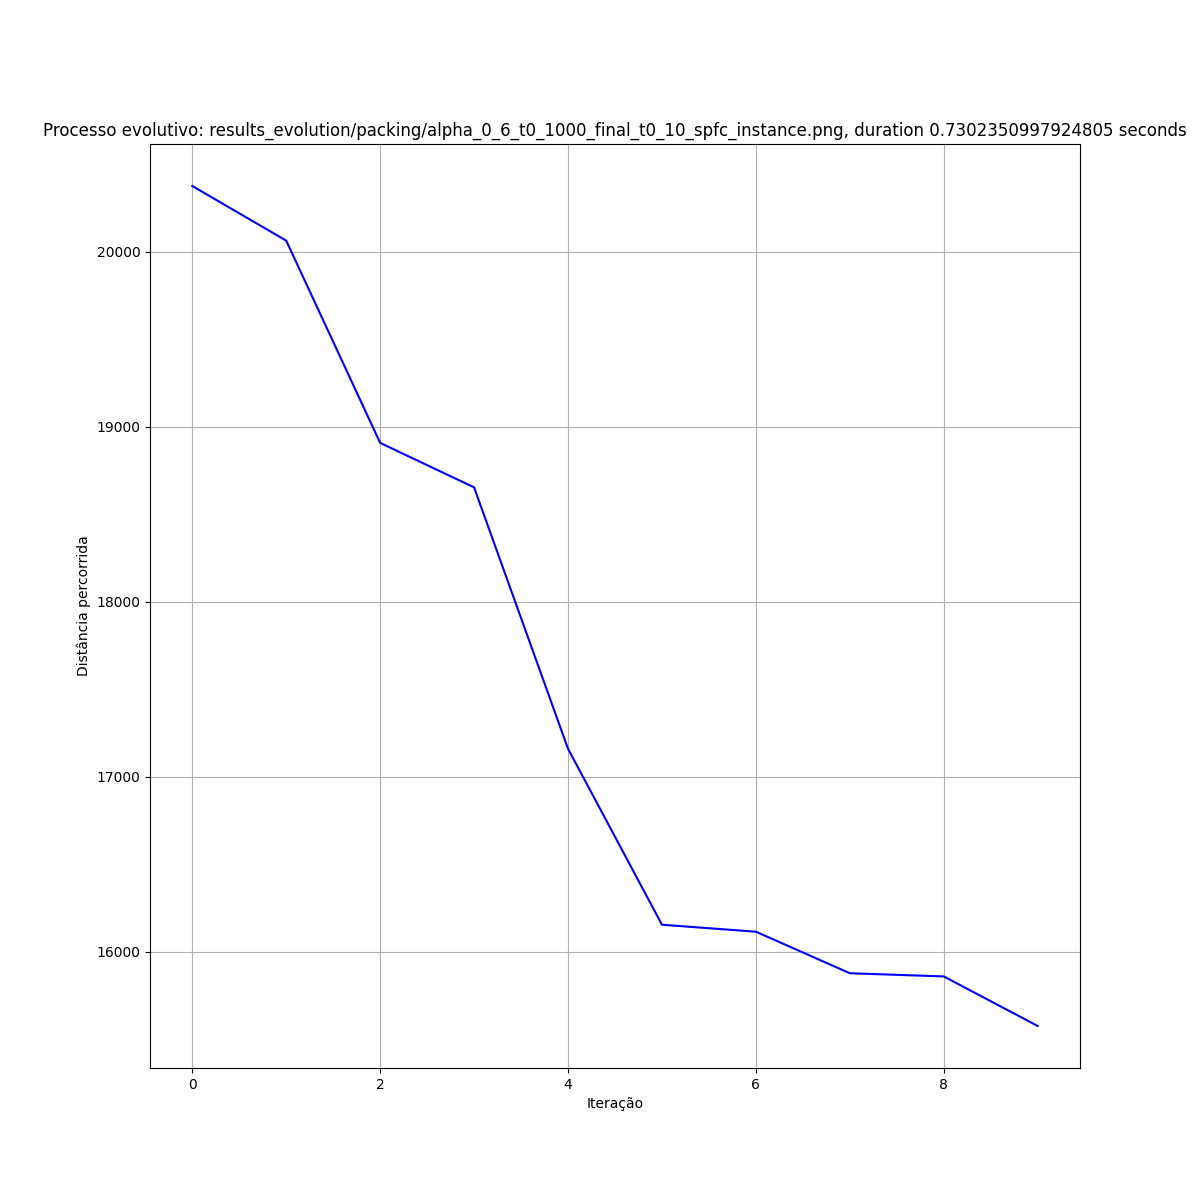 Processo evolutivo: results_evolution/packing/alpha_0_6_t0_1000_final_t0_10_spfc_instance.png, duration 0.7302350997924805 seconds
20000
19000
18000
17000
16000
Distância percorrida
0 2 4 6 8
Iteração